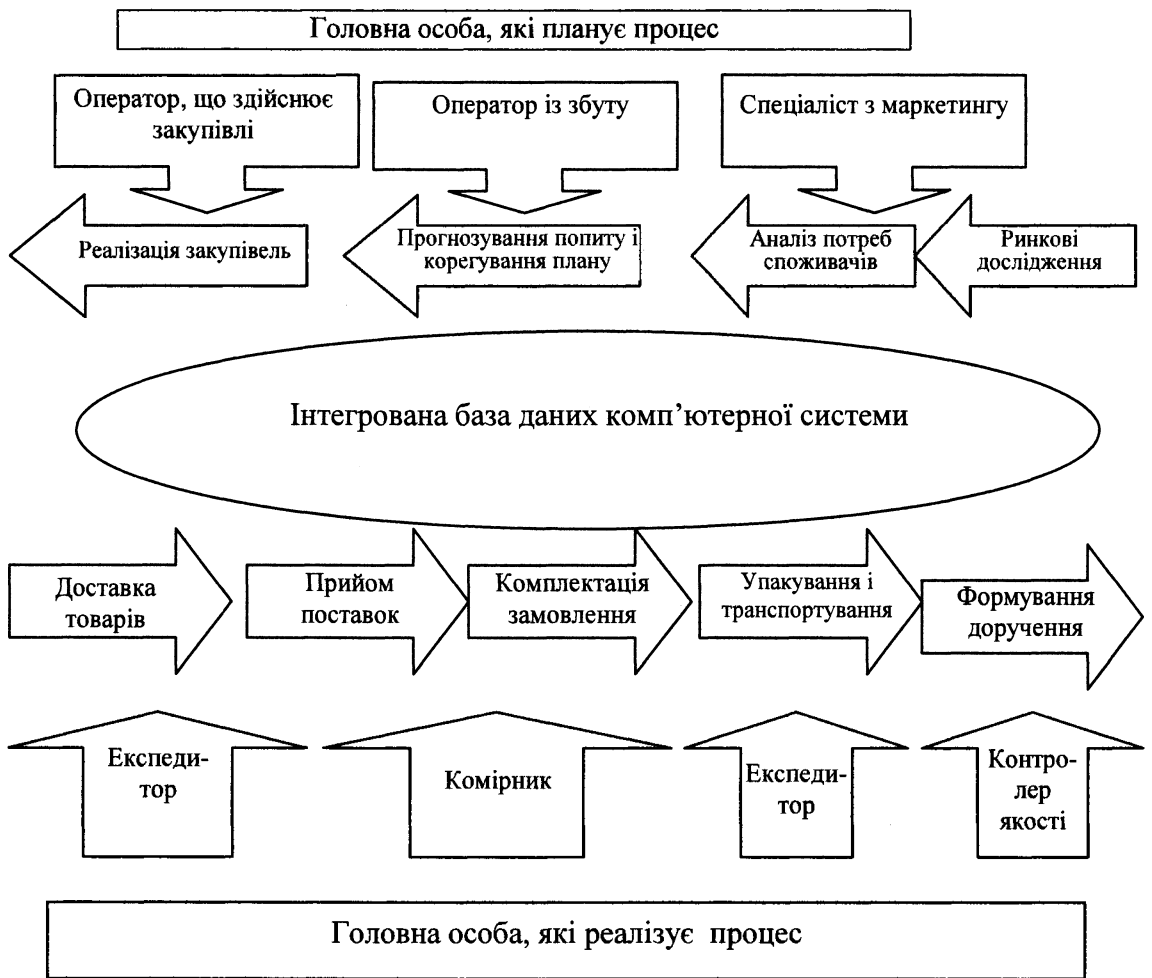 Головна особа, які планує процес
Оператор, що здійснює
закупівлі
Оператор із збуту
Спеціаліст з маркетингу
Реалізація закупівель
Прогнозування попиту і
корегування плану
Аналіз потреб
споживачів
Ринкові
дослідження
Інтегрована база даних комп’ютерної системи
Доставка
товарів
Прийом
поставок
Комплектація
замовлення
Упакування і
транспортування
Формування
доручення
Експеди-
тор
Комірник
Експеди-
тор
Контро-
лер
якості
Головна особа, які реалізує процес